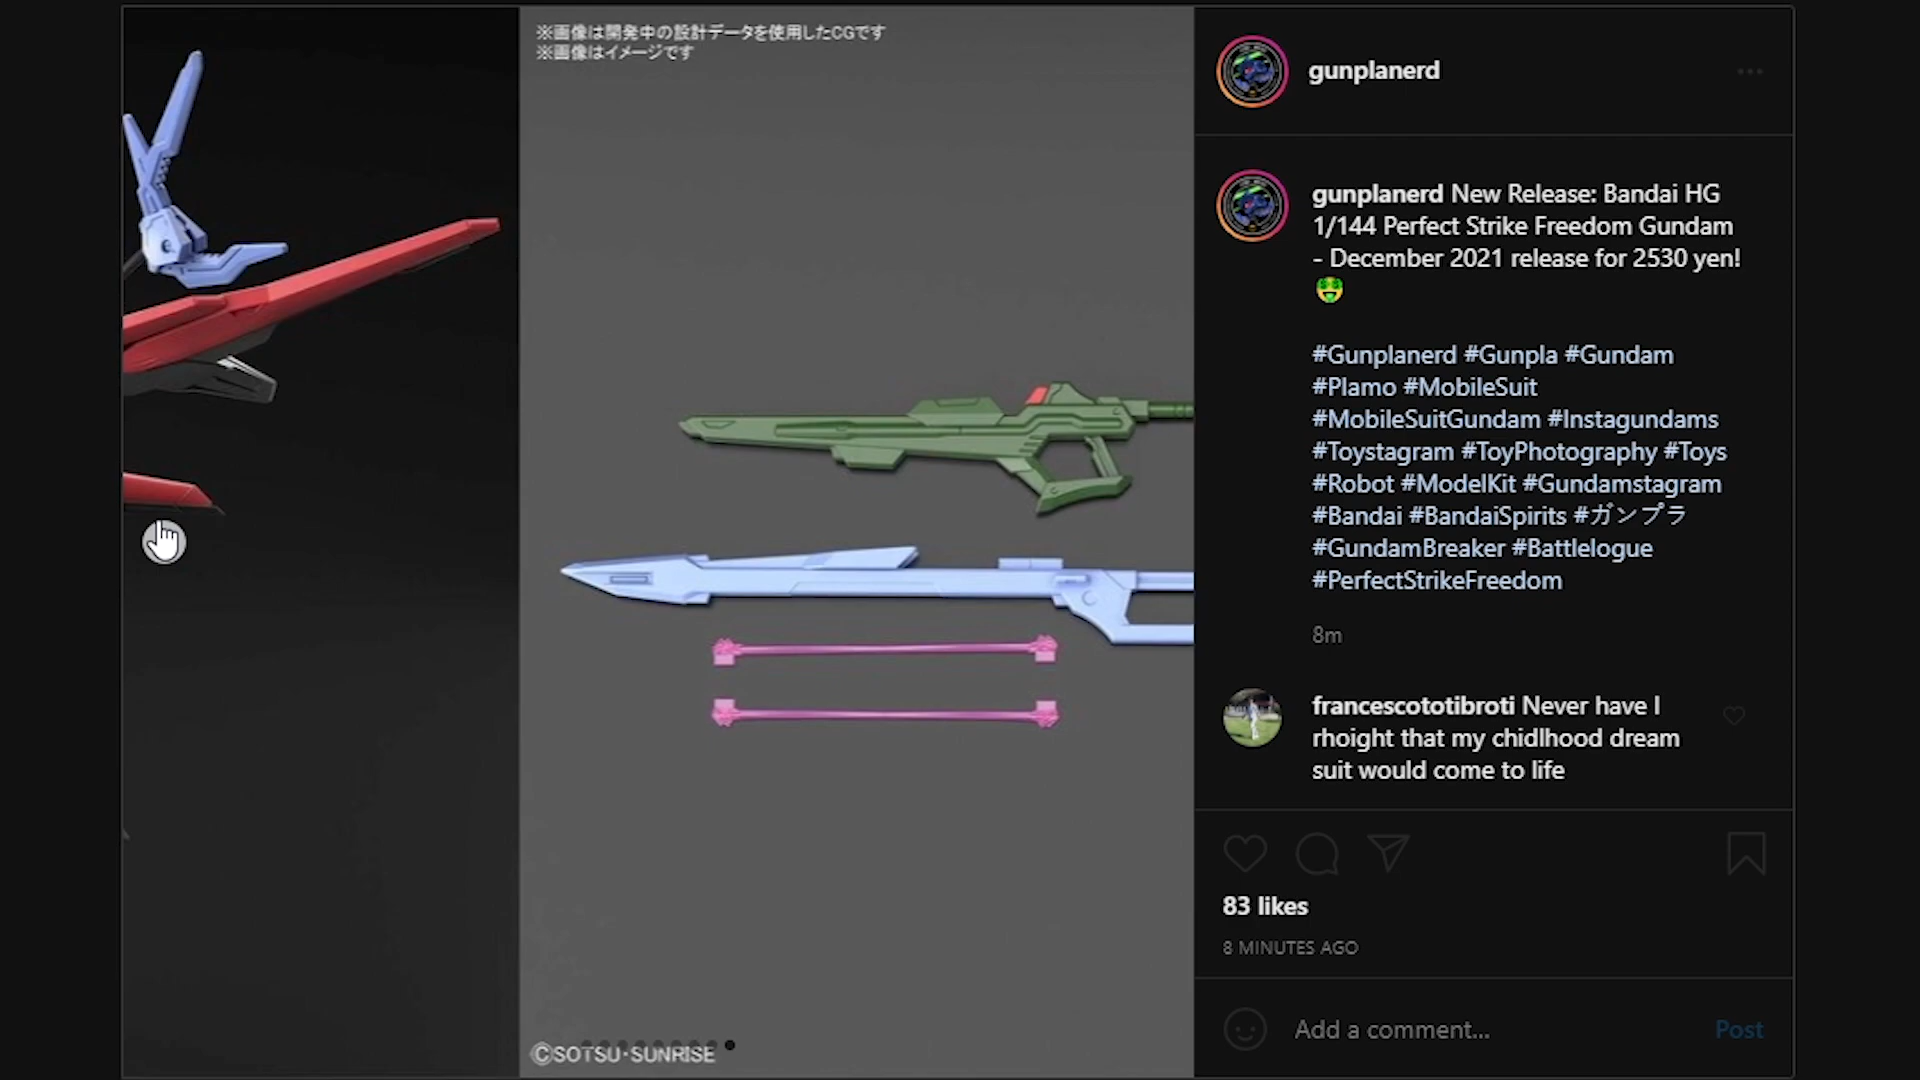 ※画像は開発中の設計データを使用したCGです
※画像はイメージです
©SOTSU・SUNRISE
gunplanerd
gunplanerd New Release: Bandai HG
1/144 Perfect Strike Freedom Gundam
- December 2021 release for 2530 yen!
#Gunplanerd #Gunpla #Gundam
#Plamo #MobileSuit
#MobileSuitGundam #Instagundams
#Toystagram #ToyPhotography #Toys
#Robot #ModelKit #Gundamstagram
#Bandai #BandaiSpirits #ガンプラ
#GundamBreaker #Battlelogue
#PerfectStrikeFreedom
8m
francescototibroti Never have I
rhoight that my chidlhood dream
suit would come to life
83 likes
8 MINUTES AGO
Add a comment...
Post